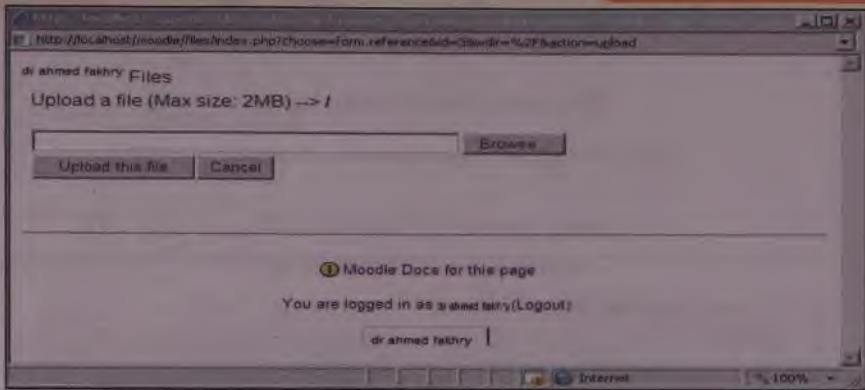 http://localhost/moodle/files/index.php?choose=form.reference&id=3&wdir=%2F&action=upload
dr ahmed fakhry Files
Upload a file (Max size: 2MB) --> /
Browse...
Upload this file Cancel
Moodle Docs for this page
You are logged in as dr ahmed fakhry (Logout)
dr ahmed fakhry
Internet 100%